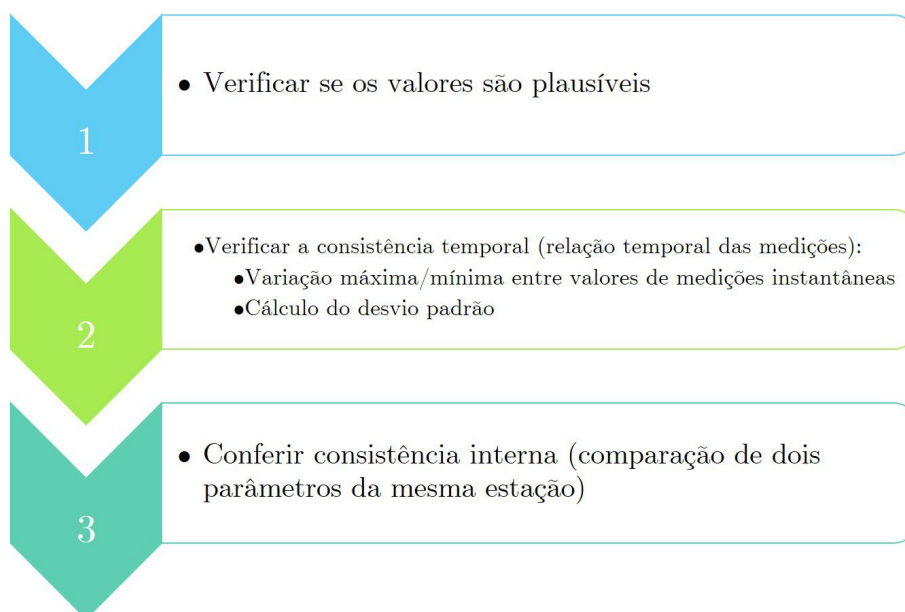 1
• Verificar se os valores são plausíveis
2
•Verificar a consistência temporal (relação temporal das medições):
•Variação máxima/mínima entre valores de medições instantâneas
•Cálculo do desvio padrão
3
• Conferir consistência interna (comparação de dois
parâmetros da mesma estação)